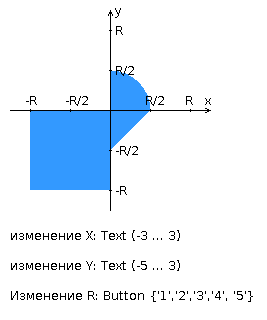 y
R
R/2
-R -R/2 R/2 R x
-R/2
-R
изменение X: Text (-3 ... 3)
изменение Y: Text (-5 ... 3)
Изменение R: Button {'1','2','3','4', '5'}